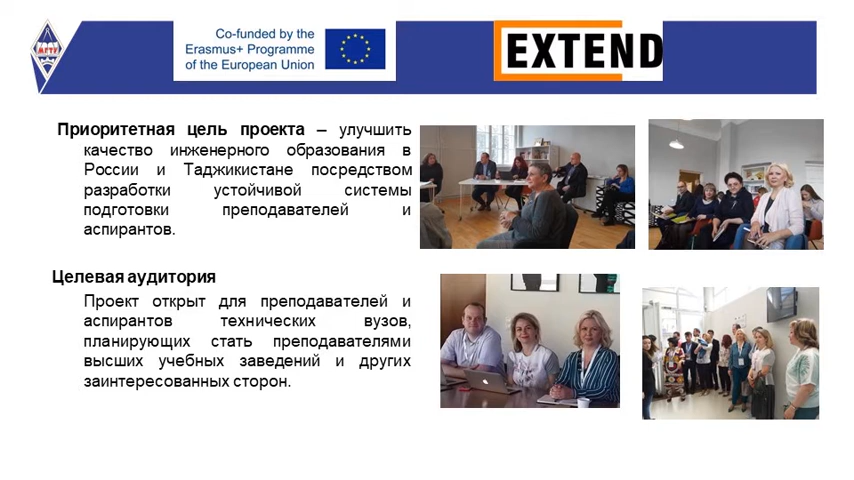 МГТУ
Co-funded by the
Erasmus+ Programme
of the European Union
EXTEND
Приоритетная цель проекта – улучшить
качество инженерного образования в
России и Таджикистане посредством
разработки устойчивой системы
подготовки преподавателей и
аспирантов.
Целевая аудитория
Проект открыт для преподавателей и
аспирантов технических вузов,
планирующих стать преподавателями
высших учебных заведений и других
заинтересованных сторон.